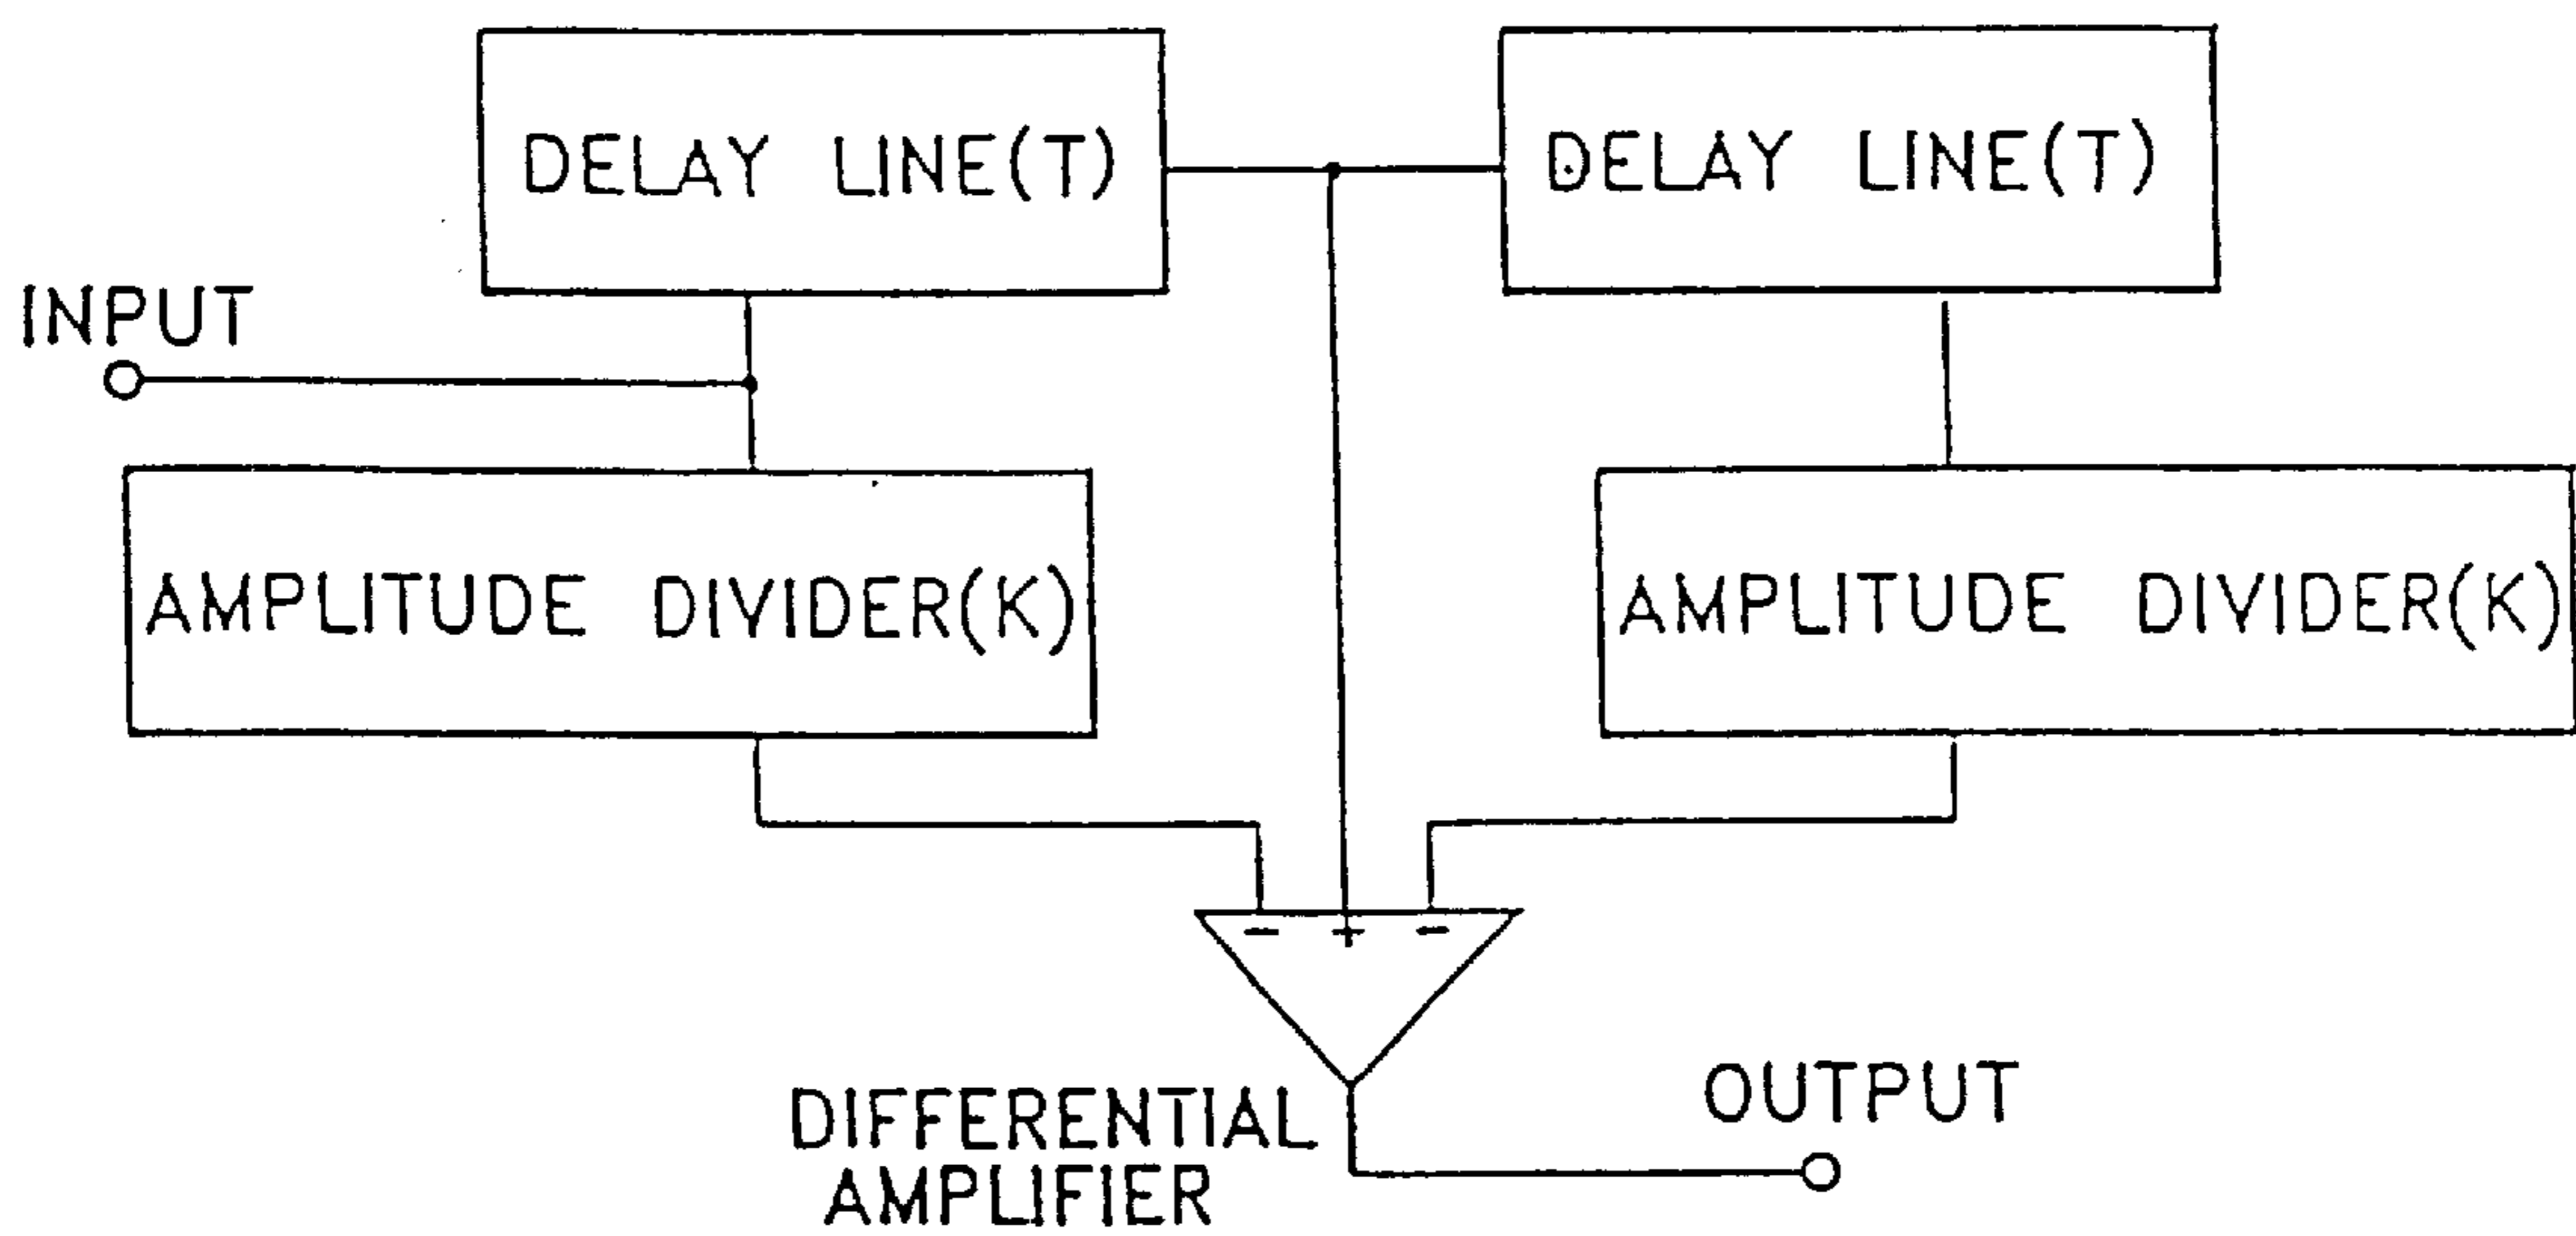 DELAY LINE(T)
DELAY LINE(T)
INPUT
AMPLITUDE DIVIDER(K)
AMPLITUDE DIVIDER(K)
- + -
DIFFERENTIAL
AMPLIFIER
OUTPUT